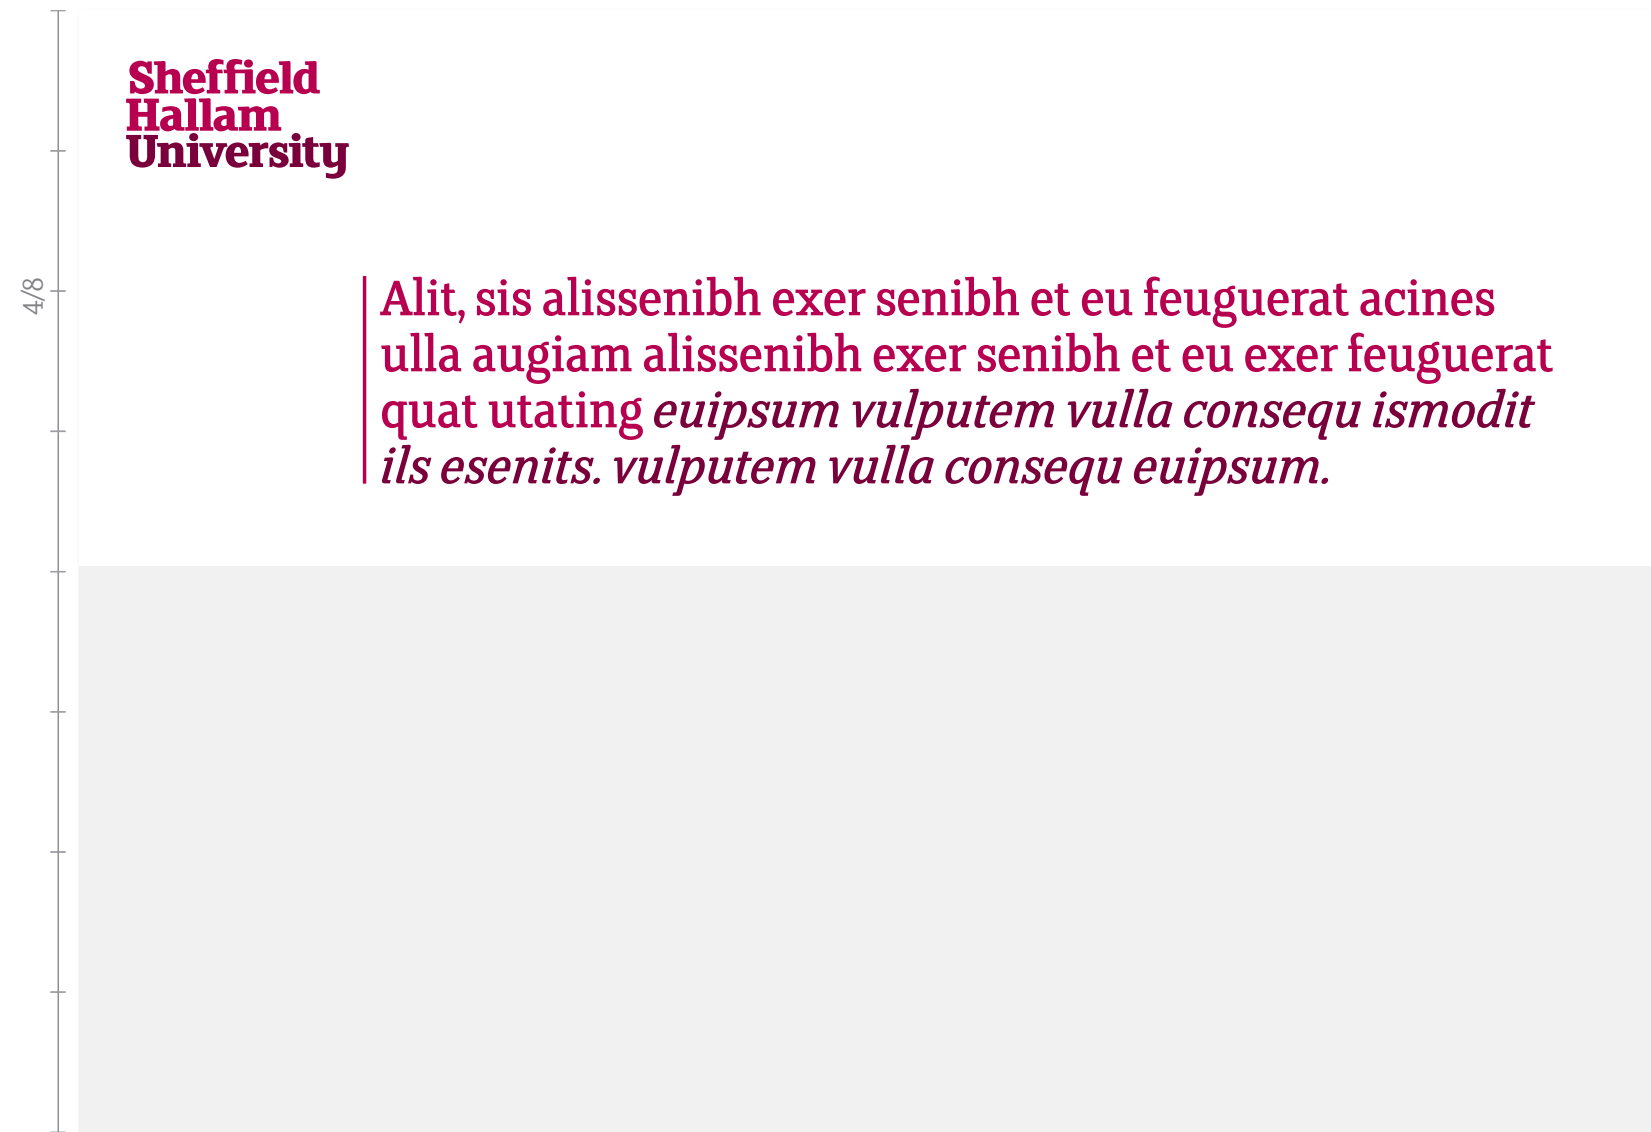 Sheffield
Hallam
University
4/8
Alit, sis alissenibh exer senibh et eu feuguerat acines
ulla augiam alissenibh exer senibh et eu exer feuguerat
quat utating euipsum vulputem vulla consequ ismodit
ils esenits. vulputem vulla consequ euipsum.